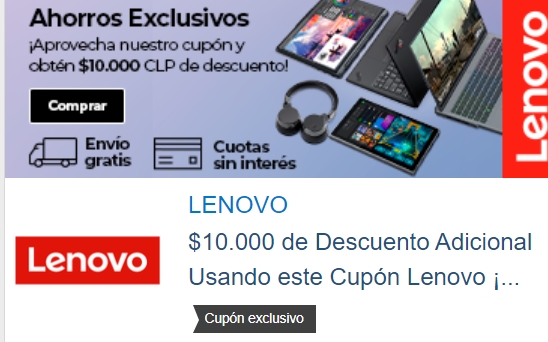 Ahorros Exclusivos
¡Aprovecha nuestro cupón y
obtén $10.000 CLP de descuento!
Comprar
Envío
gratis
Cuotas
sin interés
Lenovo
LENOVO
$10.000 de Descuento Adicional
Lenovo
Usando este Cupón Lenovo ¡...
Cupón exclusivo